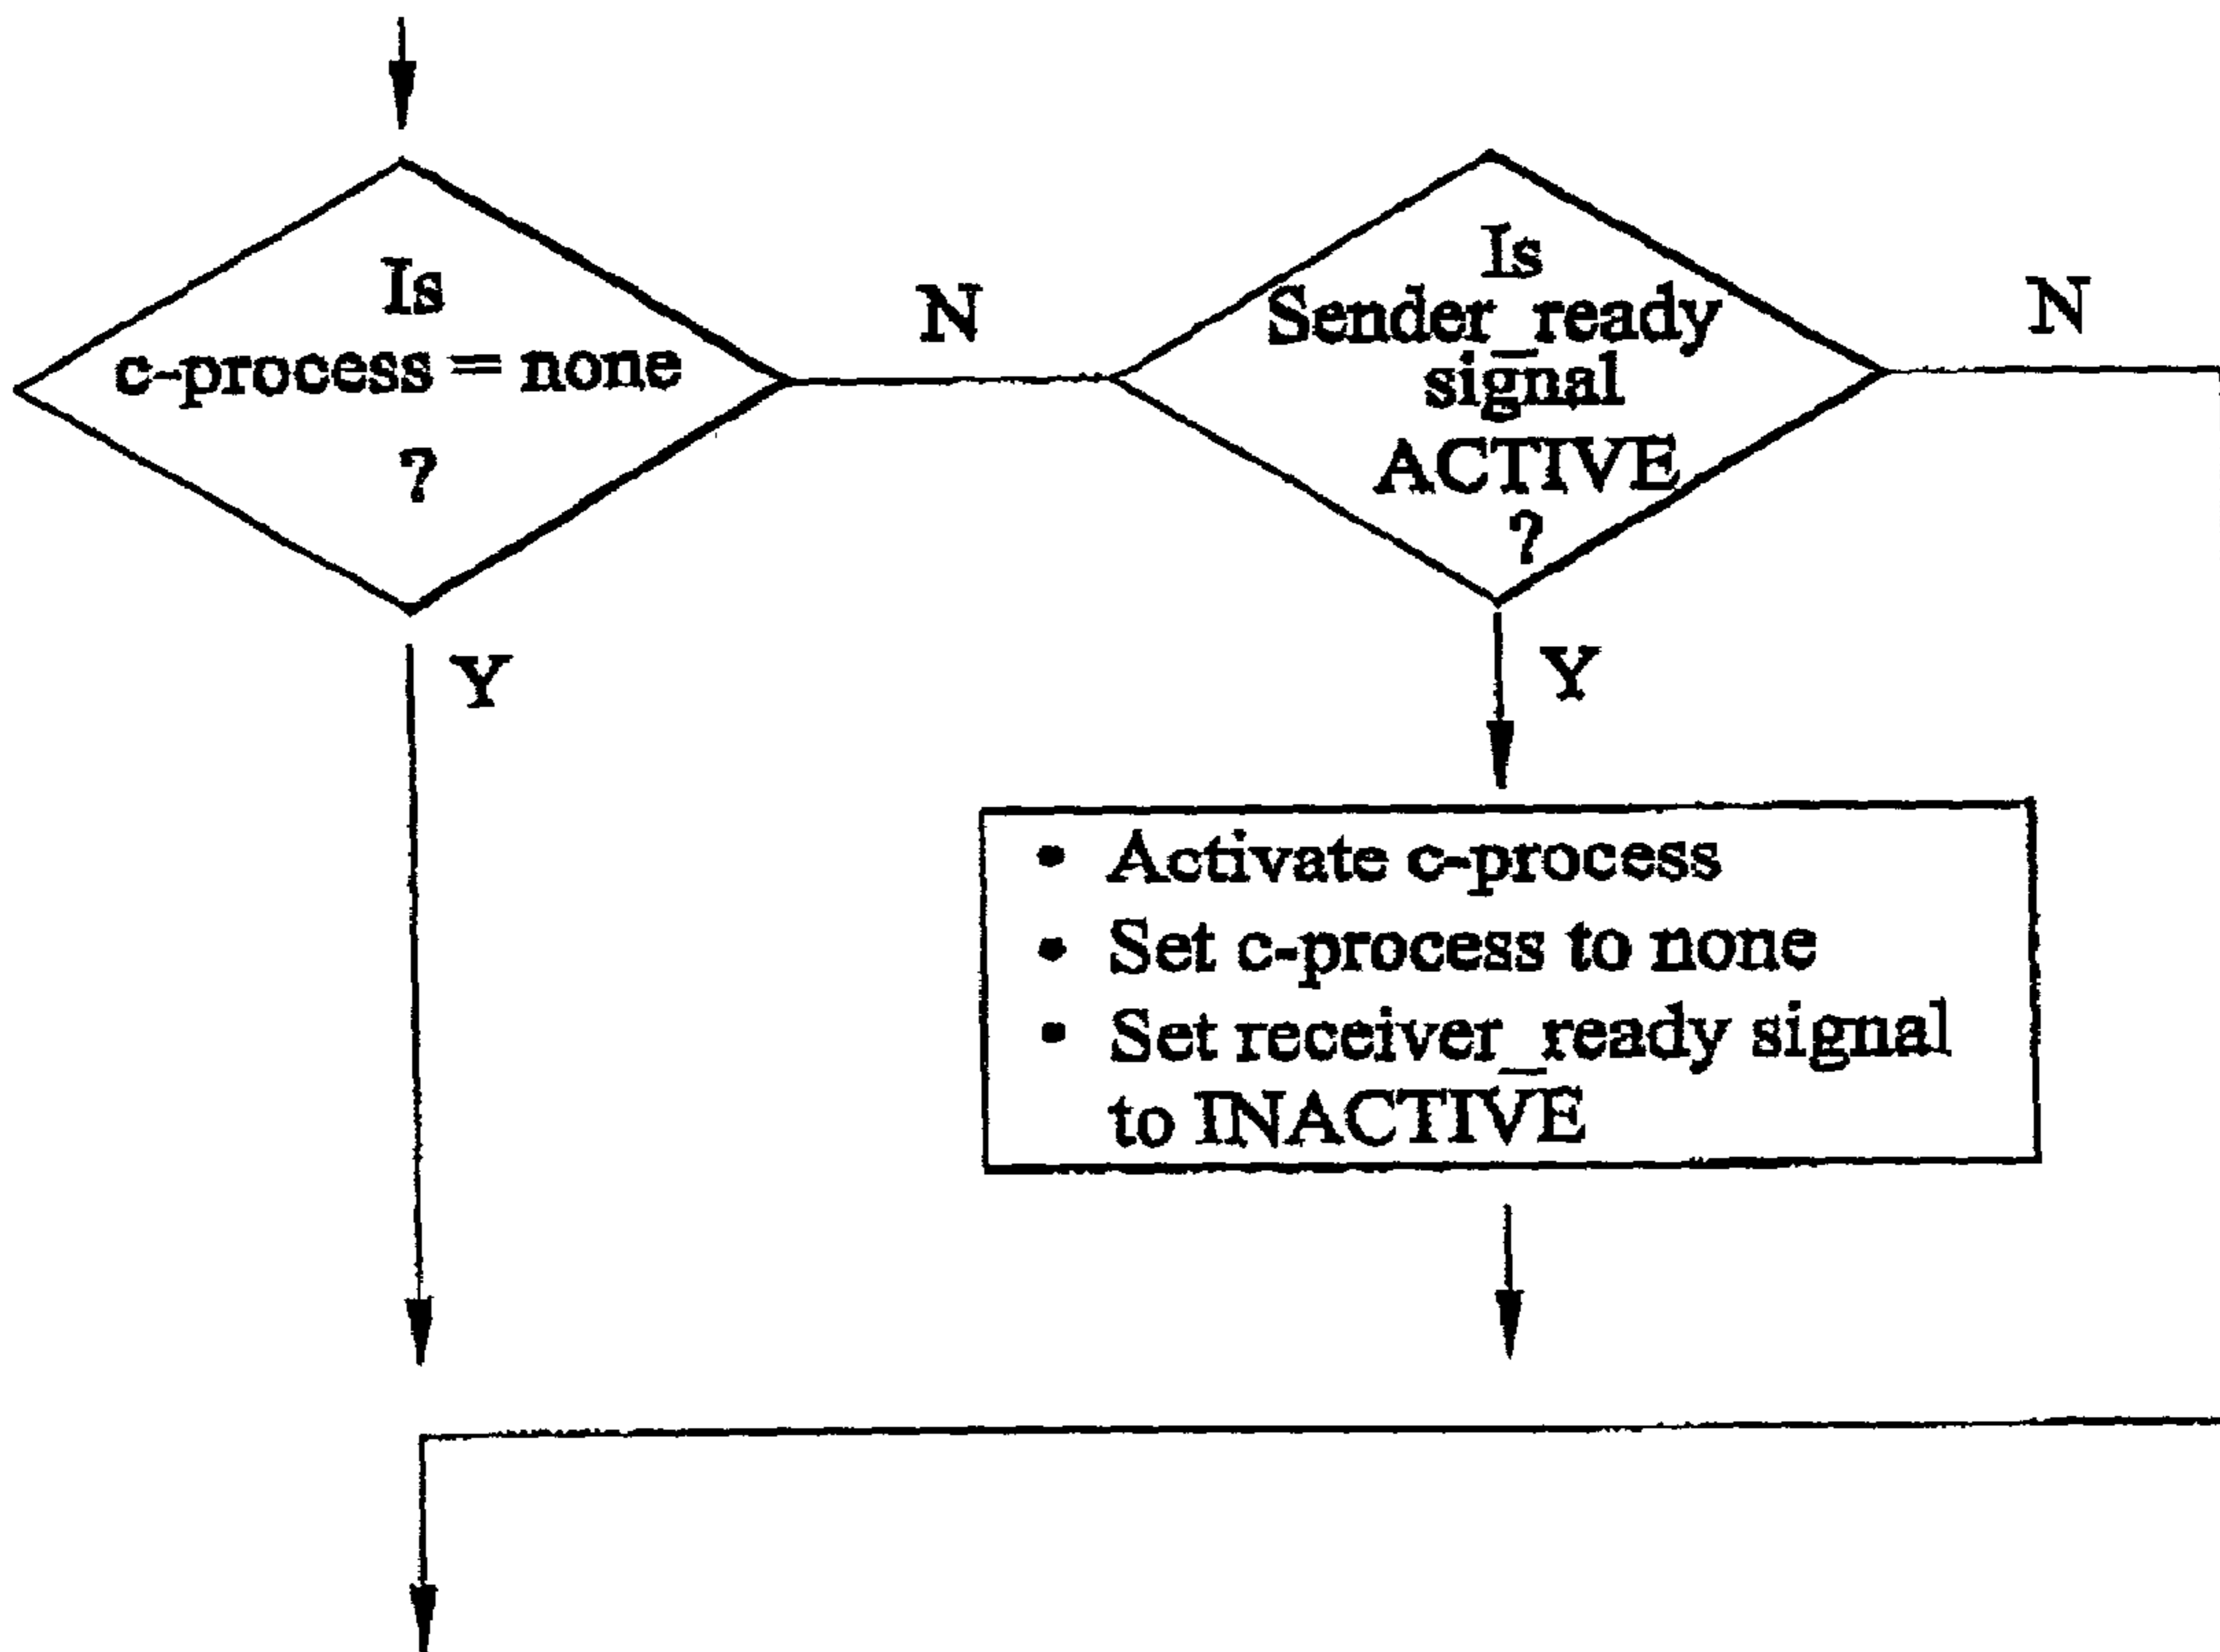 Is
c-process = none
?
N
Is
Sender_ready
signal
ACTIVE
?
N
Y
Y
• Activate c-process
• Set c-process to none
• Set receiver_ready signal
to INACTIVE